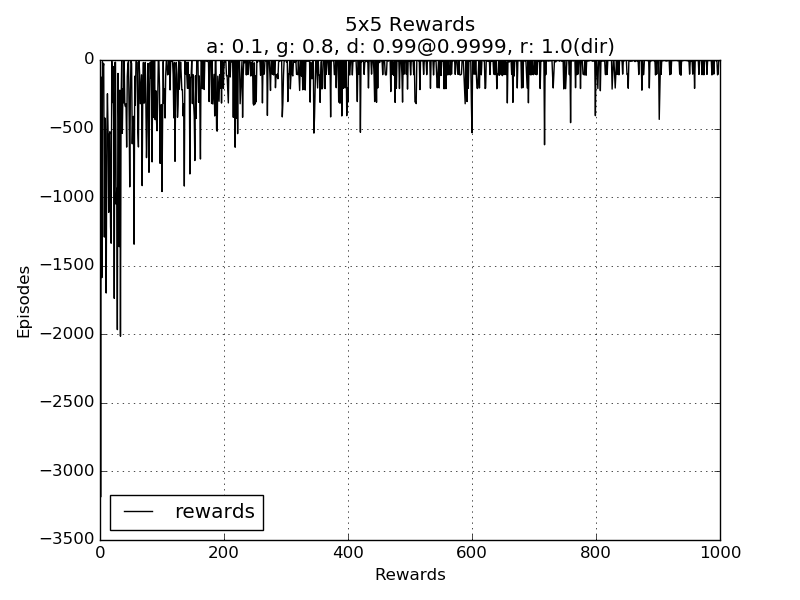 5x5 Rewards
a: 0.1, g: 0.8, d: 0.99@0.9999, r: 1.0(dir)
0
−500
−1000
−1500
−2000
−2500
−3000
−3500
Episodes
rewards
0 200 400 600 800 1000
Rewards